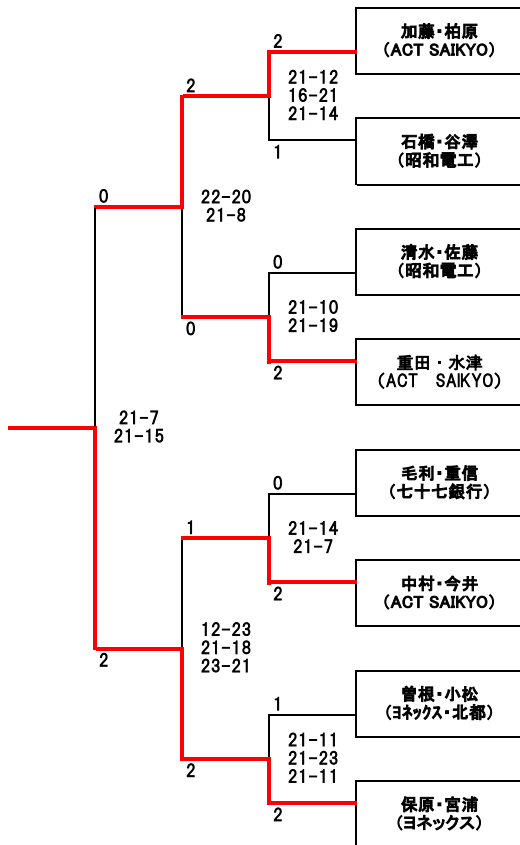 加藤・柏原
(ACT SAIKYO)
2
21-12
16-21
21-14
2
石橋・谷澤
(昭和電工)
1
0
22-20
21-8
清水・佐藤
(昭和電工)
0
21-10
21-19
0
重田・水津
(ACT　SAIKYO)
2
21-7
21-15
毛利・重信
(七十七銀行)
0
21-14
21-7
1
中村・今井
(ACT SAIKYO)
2
12-23
21-18
23-21
2
曽根・小松
(ﾖﾈｯｸｽ・北都)
1
21-11
21-23
21-11
2
保原・宮浦
(ヨネックス)
2